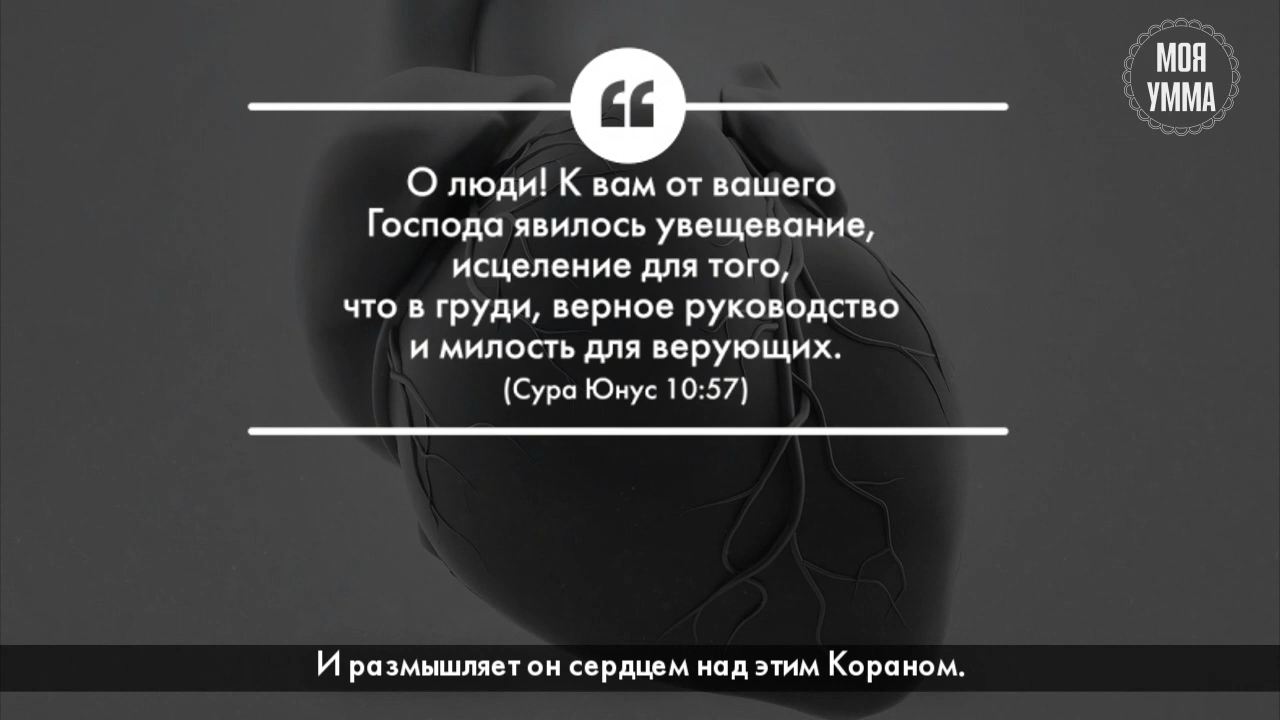 МОЯ
УММА
“
О люди! К вам от вашего
Господа явилось увещевание,
исцеление для того,
что в груди, верное руководство
и милость для верующих.
(Сура Юнус 10:57)
И размышляет он сердцем над этим Кораном.